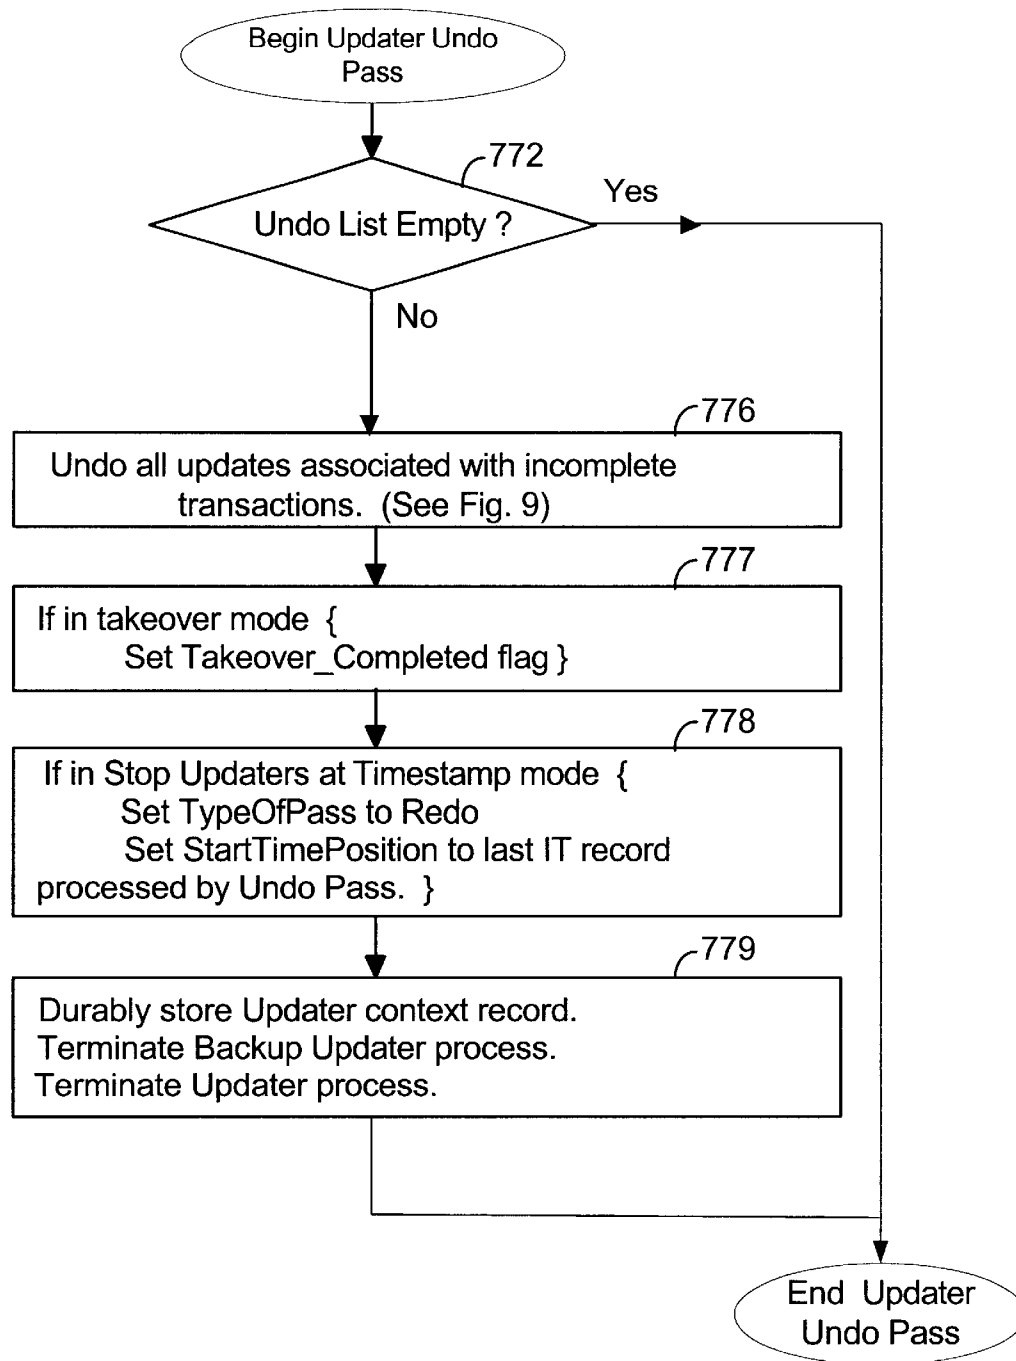 Begin Updater Undo
Pass
772
Undo List Empty ?
Yes
No
776
Undo all updates associated with incomplete
transactions. (See Fig. 9)
777
If in takeover mode {
Set Takeover_Completed flag }
778
If in Stop Updaters at Timestamp mode {
Set TypeOfPass to Redo
Set StartTimePosition to last IT record
processed by Undo Pass. }
779
Durably store Updater context record.
Terminate Backup Updater process.
Terminate Updater process.
End Updater
Undo Pass